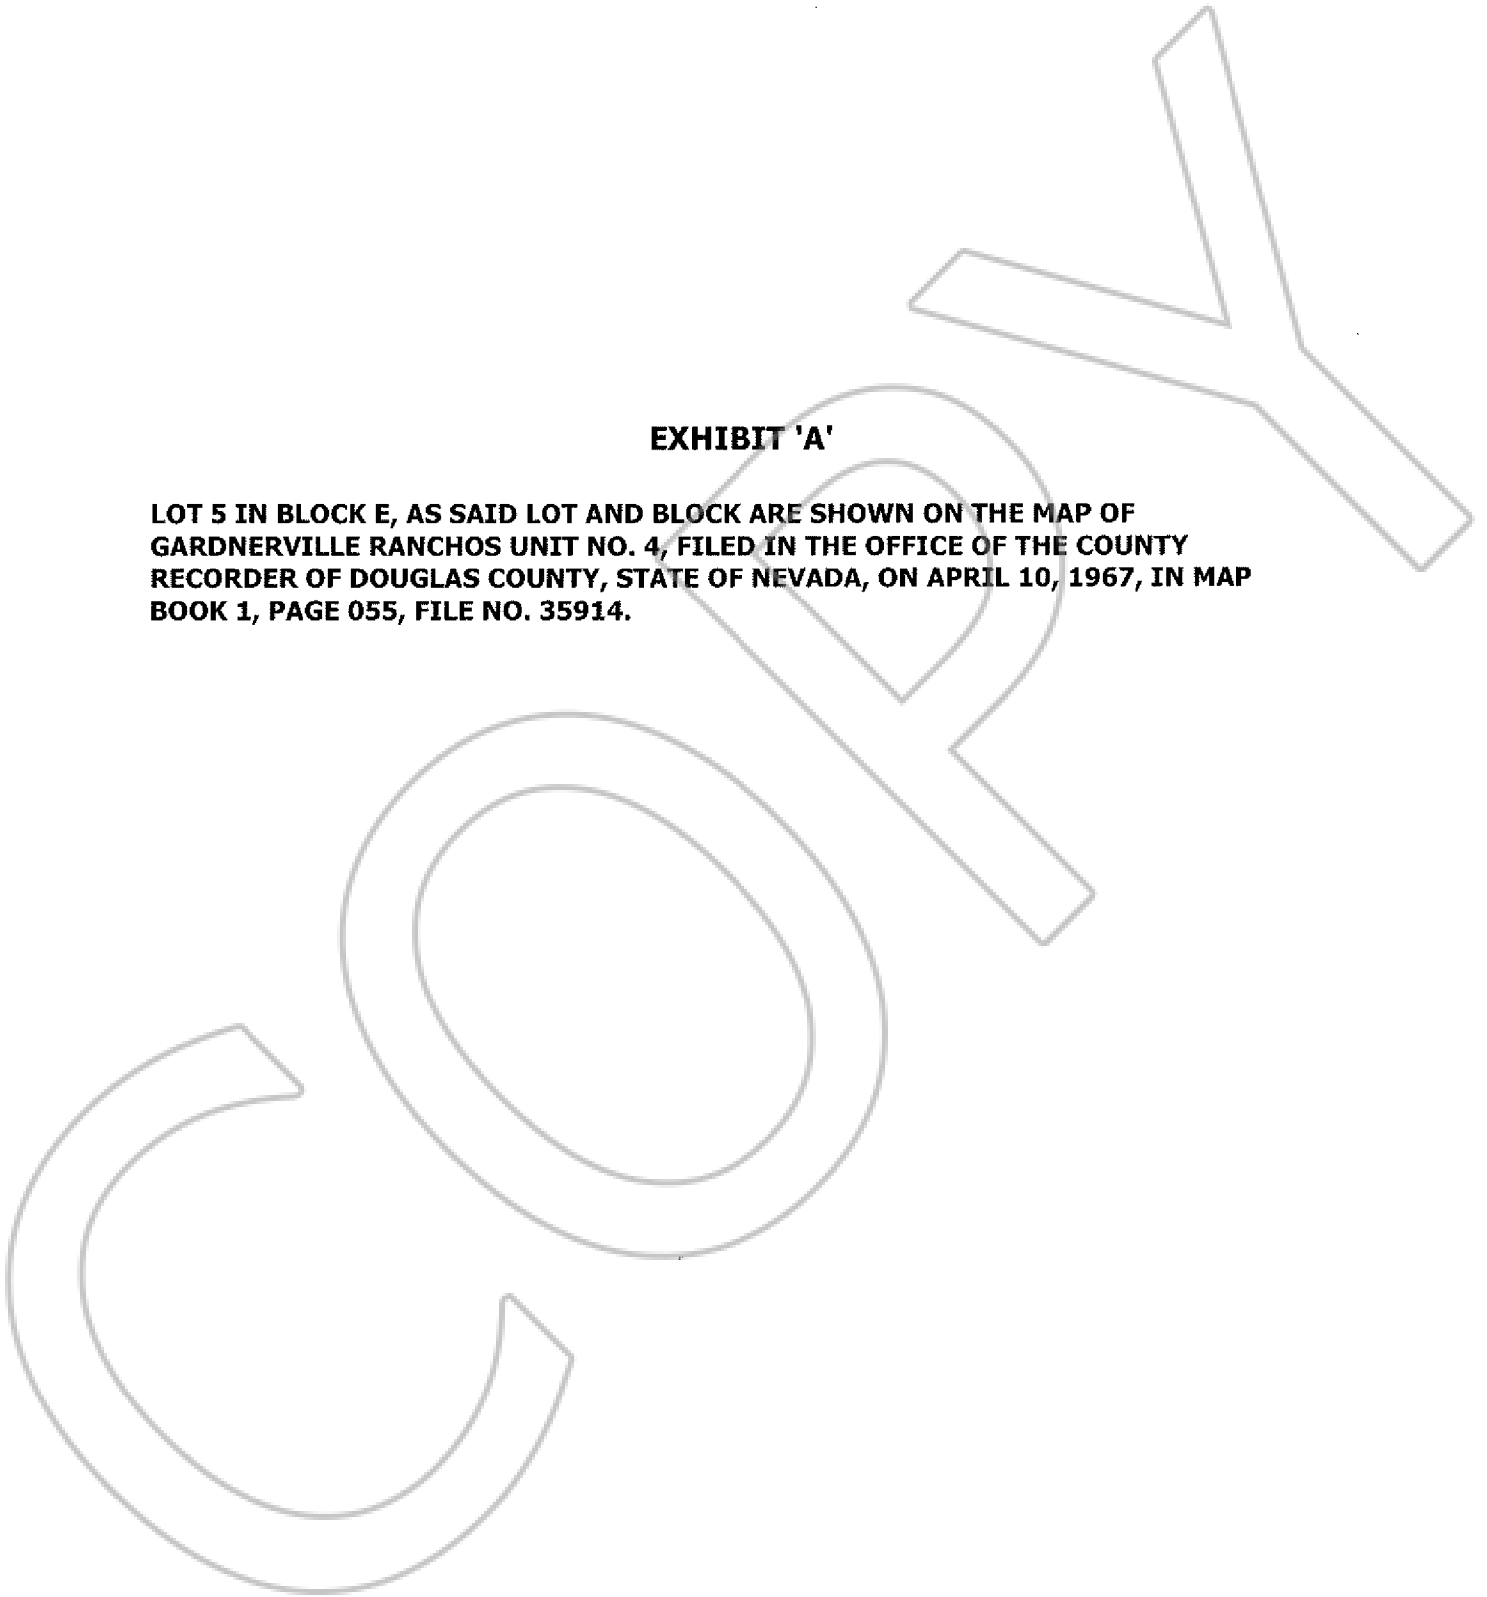 EXHIBIT 'A'
LOT 5 IN BLOCK E, AS SAID LOT AND BLOCK ARE SHOWN ON THE MAP OF
GARDNERVILLE RANCHOS UNIT NO. 4, FILED IN THE OFFICE OF THE COUNTY
RECORDER OF DOUGLAS COUNTY, STATE OF NEVADA, ON APRIL 10, 1967, IN MAP
BOOK 1, PAGE 055, FILE NO. 35914.
COPY